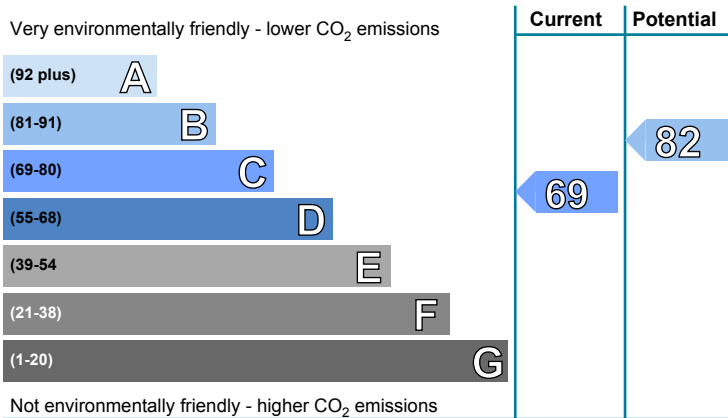 Very environmentally friendly - lower CO2 emissions
Current
Potential
(92 plus) A
(81-91) B
(69-80) C
(55-68) D
(39-54 E
(21-38) F
(1-20) G
69
82
Not environmentally friendly - higher CO2 emissions